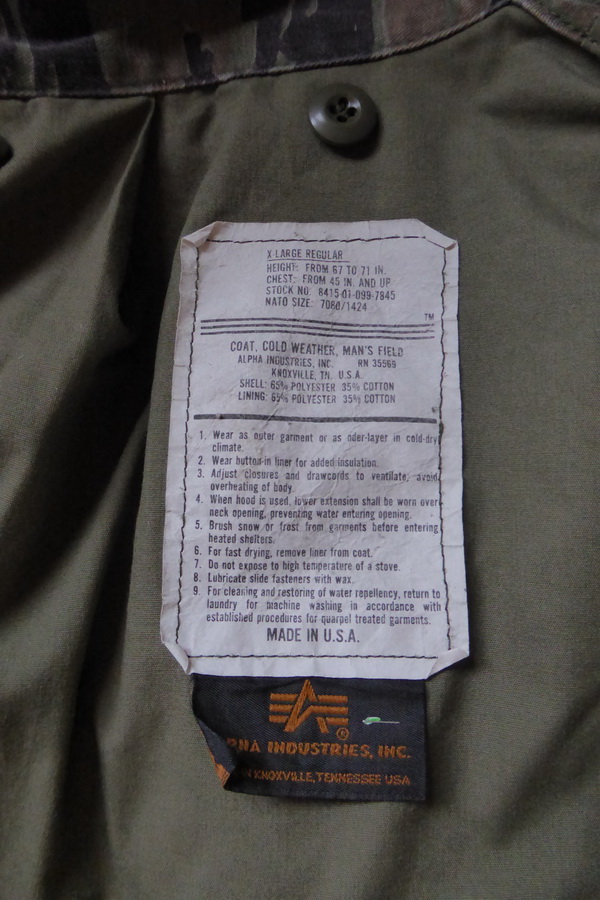 X-LARGE REGULAR
HEIGHT: FROM 67 TO 71 IN.
CHEST: FROM 45 IN. AND UP
STOCK NO. 8415-01-099-7845
NATO SIZE: 7080/1424
TM
COAT, COLD WEATHER, MAN'S FIELD
ALPHA INDUSTRIES, INC. RN 35569
KNOXVILLE, TN. U.S.A.
SHELL: 65% POLYESTER 35% COTTON
LINING: 65% POLYESTER 35% COTTON
1. Wear as outer garment or as nder-layer in cold-dry
climate.
2. Wear button-in liner for added insulation.
3. Adjust closures and drawcords to ventilate, avoid
overheating of body.
4. When hood is used, lower extension shall be worn over
neck opening, preventing water entering opening.
5. Brush snow or frost from garments before entering
heated shelters.
6. For fast drying, remove liner from coat.
7. Do not expose to high temperature of a stove.
8. Lubricate slide fasteners with wax.
9. For cleaning and restoring of water repellency, return to
laundry for machine washing in accordance with
established procedures for quarpel treated garments.
MADE IN U.S.A.
®
HA INDUSTRIES, INC.
IN KNOXVILLE, TENNESSEE USA